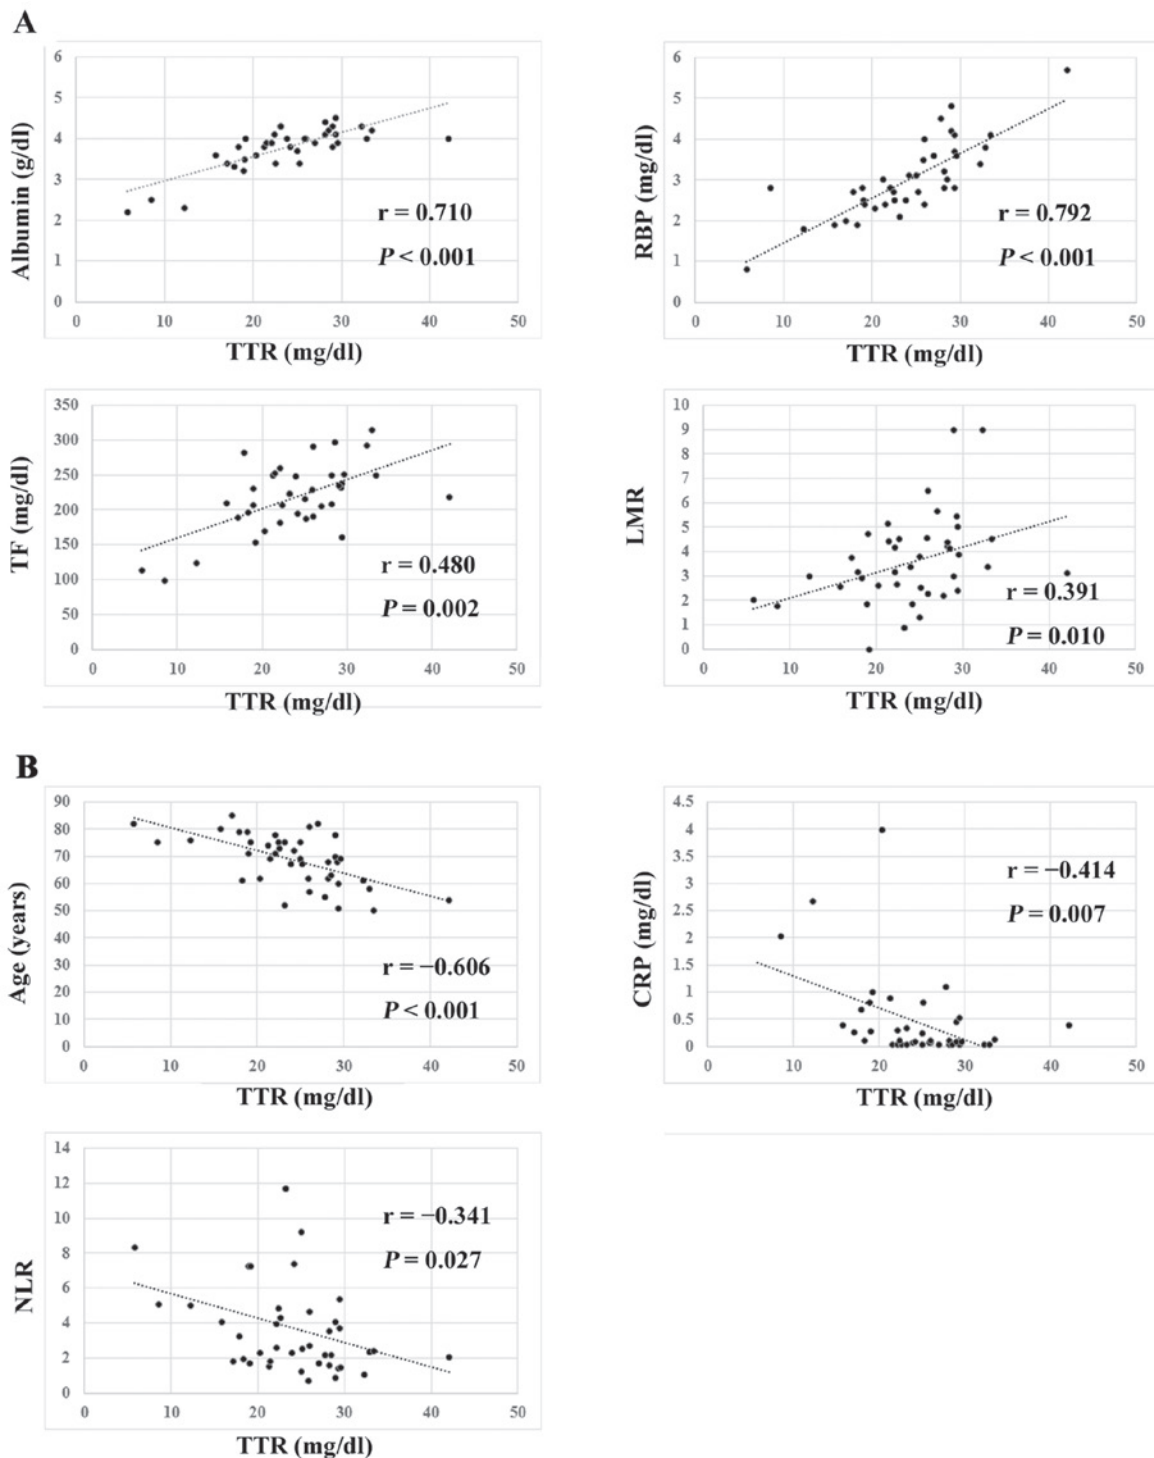 A
Albumin (g/dl)
6
5
4
3
2
1
0
r = 0.710
P < 0.001
0 10 20 30 40 50
TTR (mg/dl)
RBP (mg/dl)
6
5
4
3
2
1
0
r = 0.792
P < 0.001
0 10 20 30 40 50
TTR (mg/dl)
TF (mg/dl)
350
300
250
200
150
100
50
0
r = 0.480
P = 0.002
0 10 20 30 40 50
TTR (mg/dl)
LMR
10
9
8
7
6
5
4
3
2
1
0
r = 0.391
P = 0.010
0 10 20 30 40 50
TTR (mg/dl)
B
Age (years)
90
80
70
60
50
40
30
20
10
0
r = −0.606
P < 0.001
0 10 20 30 40 50
TTR (mg/dl)
CRP (mg/dl)
4.5
4
3.5
3
2.5
2
1.5
1
0.5
0
r = −0.414
P = 0.007
0 10 20 30 40 50
TTR (mg/dl)
NLR
14
12
10
8
6
4
2
0
r = −0.341
P = 0.027
0 10 20 30 40 50
TTR (mg/dl)